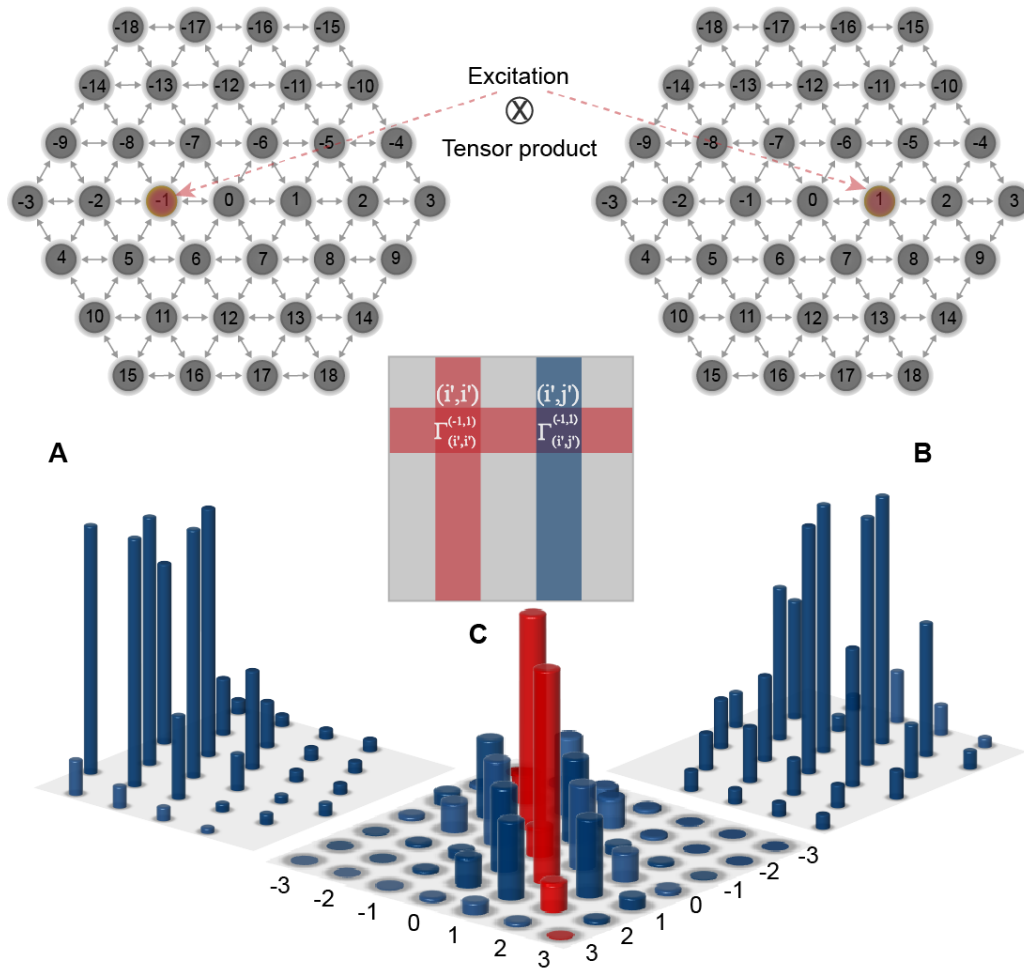 -18 -17 -16 -15
-14 -13 -12 -11 -10
-9 -8 -7 -6 -5 -4
-3 -2 -1 0 1 2 3
4 5 6 7 8 9
10 11 12 13 14
15 16 17 18
Excitation
Tensor product
-18 -17 -16 -15
-14 -13 -12 -11 -10
-9 -8 -7 -6 -5 -4
-3 -2 -1 0 1 2 3
4 5 6 7 8 9
10 11 12 13 14
15 16 17 18
(i',i') (i',j')
Γ(-1,1)(i',i') Γ(-1,1)(i',j')
A
B
C
-3 -2 -1 0 1 2 3
3 2 1 0 -1 -2 -3